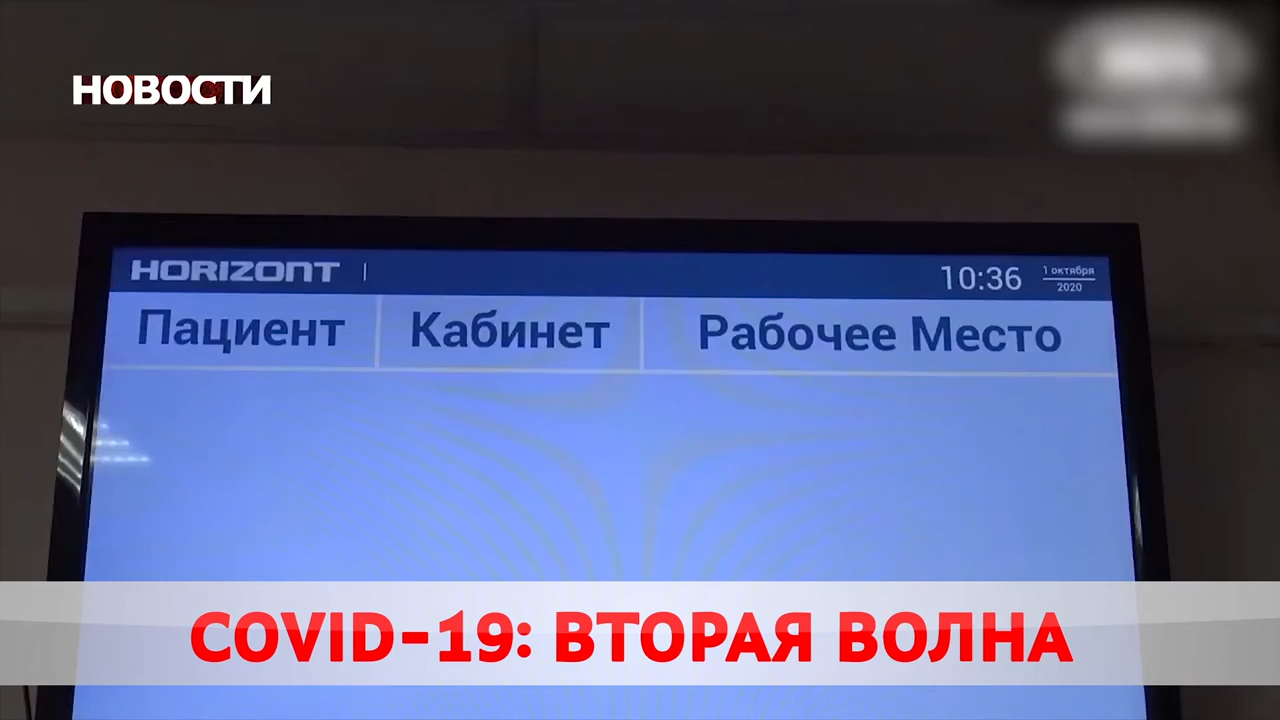 НОВОСТИ
HORIZONT |
10:36
1 октября
2020
Пациент Кабинет Рабочее Место
COVID-19: ВТОРАЯ ВОЛНА